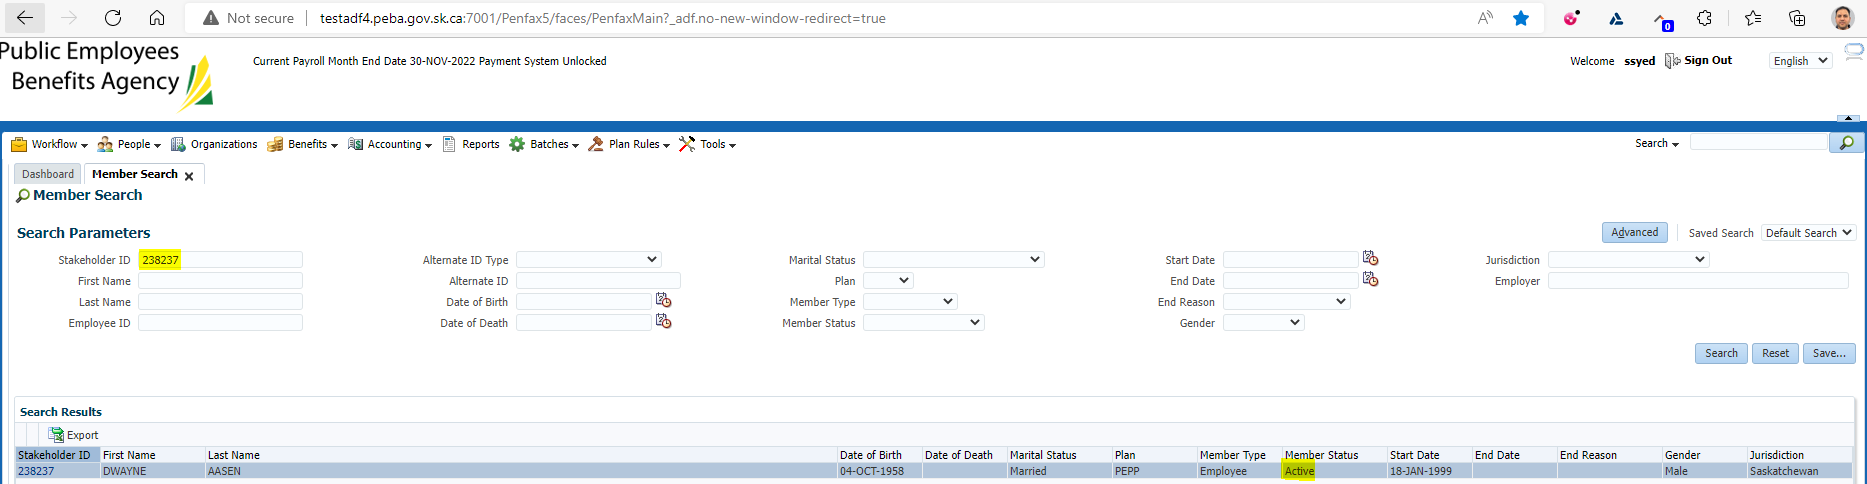 Not secure | testadf4.peba.gov.sk.ca:7001/Penfax5/faces/PenfaxMain?_adf.no-new-window-redirect=true
0
Public Employees
Benefits Agency
Current Payroll Month End Date 30-NOV-2022 Payment System Unlocked
Welcome ssyed Sign Out English
Workflow People Organizations Benefits Accounting Reports Batches Plan Rules Tools Search
Dashboard Member Search
Member Search
Search Parameters Advanced Saved Search Default Search
Stakeholder ID 238237 Alternate ID Type Marital Status Start Date Jurisdiction
First Name Alternate ID Plan End Date Employer
Last Name Date of Birth Member Type End Reason
Employee ID Date of Death Member Status Gender
Search Reset Save...
Search Results
Export
Stakeholder ID First Name Last Name Date of Birth Date of Death Marital Status Plan Member Type Member Status Start Date End Date End Reason Gender Jurisdiction
238237 DWAYNE AASEN 04-OCT-1958 Married PEPP Employee Active 18-JAN-1999 Male Saskatchewan